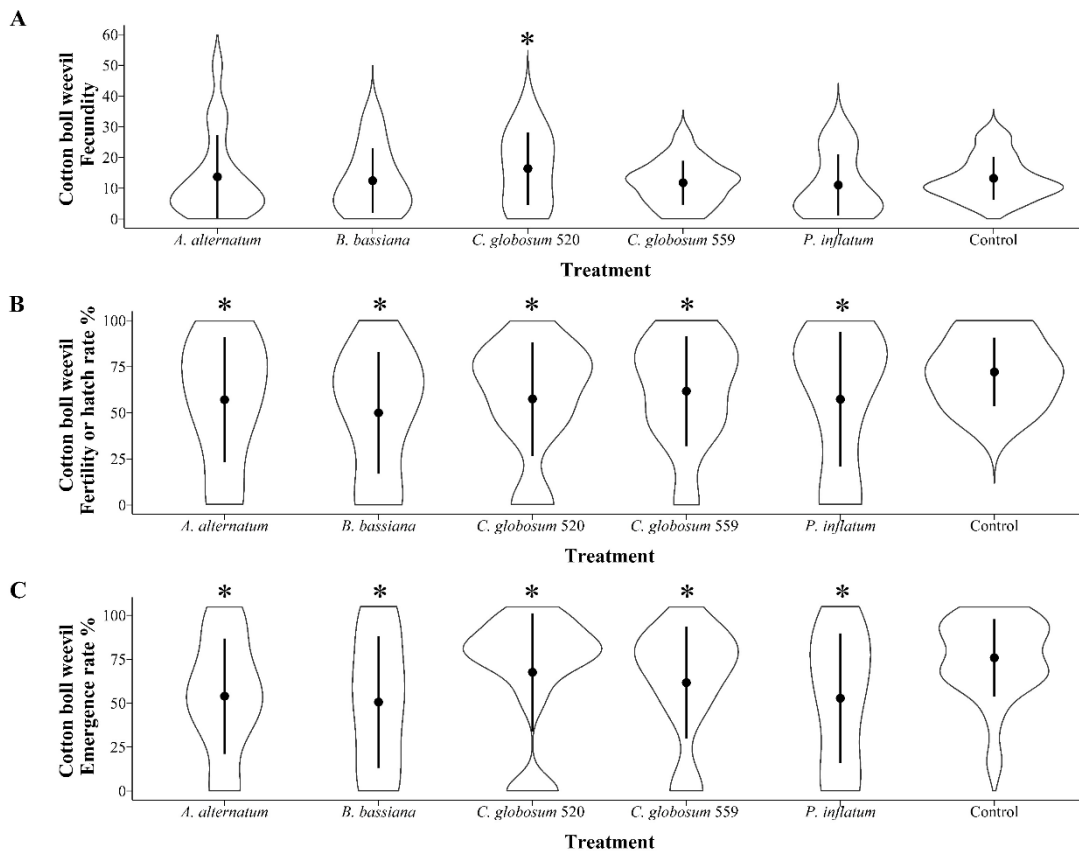 A
Cotton boll weevil
Fecundity
60
50
40
30
20
10
0
*
A. alternatum B. bassiana C. globosum 520 C. globosum 559 P. inflatum Control
Treatment
B
Cotton boll weevil
Fertility or hatch rate %
100
75
50
25
0
* * * * *
A. alternatum B. bassiana C. globosum 520 C. globosum 559 P. inflatum Control
Treatment
C
Cotton boll weevil
Emergence rate %
100
75
50
25
0
* * * * *
A. alternatum B. bassiana C. globosum 520 C. globosum 559 P. inflatum Control
Treatment